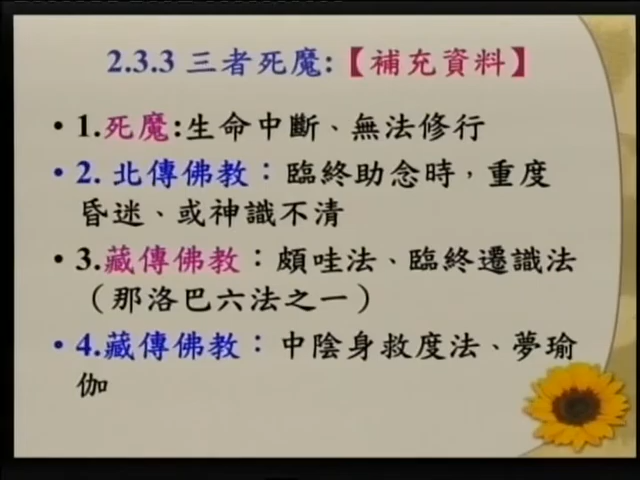 2.3.3 三者死魔:【補充資料】
• 1.死魔:生命中斷、無法修行
• 2. 北傳佛教：臨終助念時，重度
昏迷、或神識不清
• 3.藏傳佛教：頗哇法、臨終遷識法
（那洛巴六法之一）
• 4.藏傳佛教：中陰身救度法、夢瑜
伽